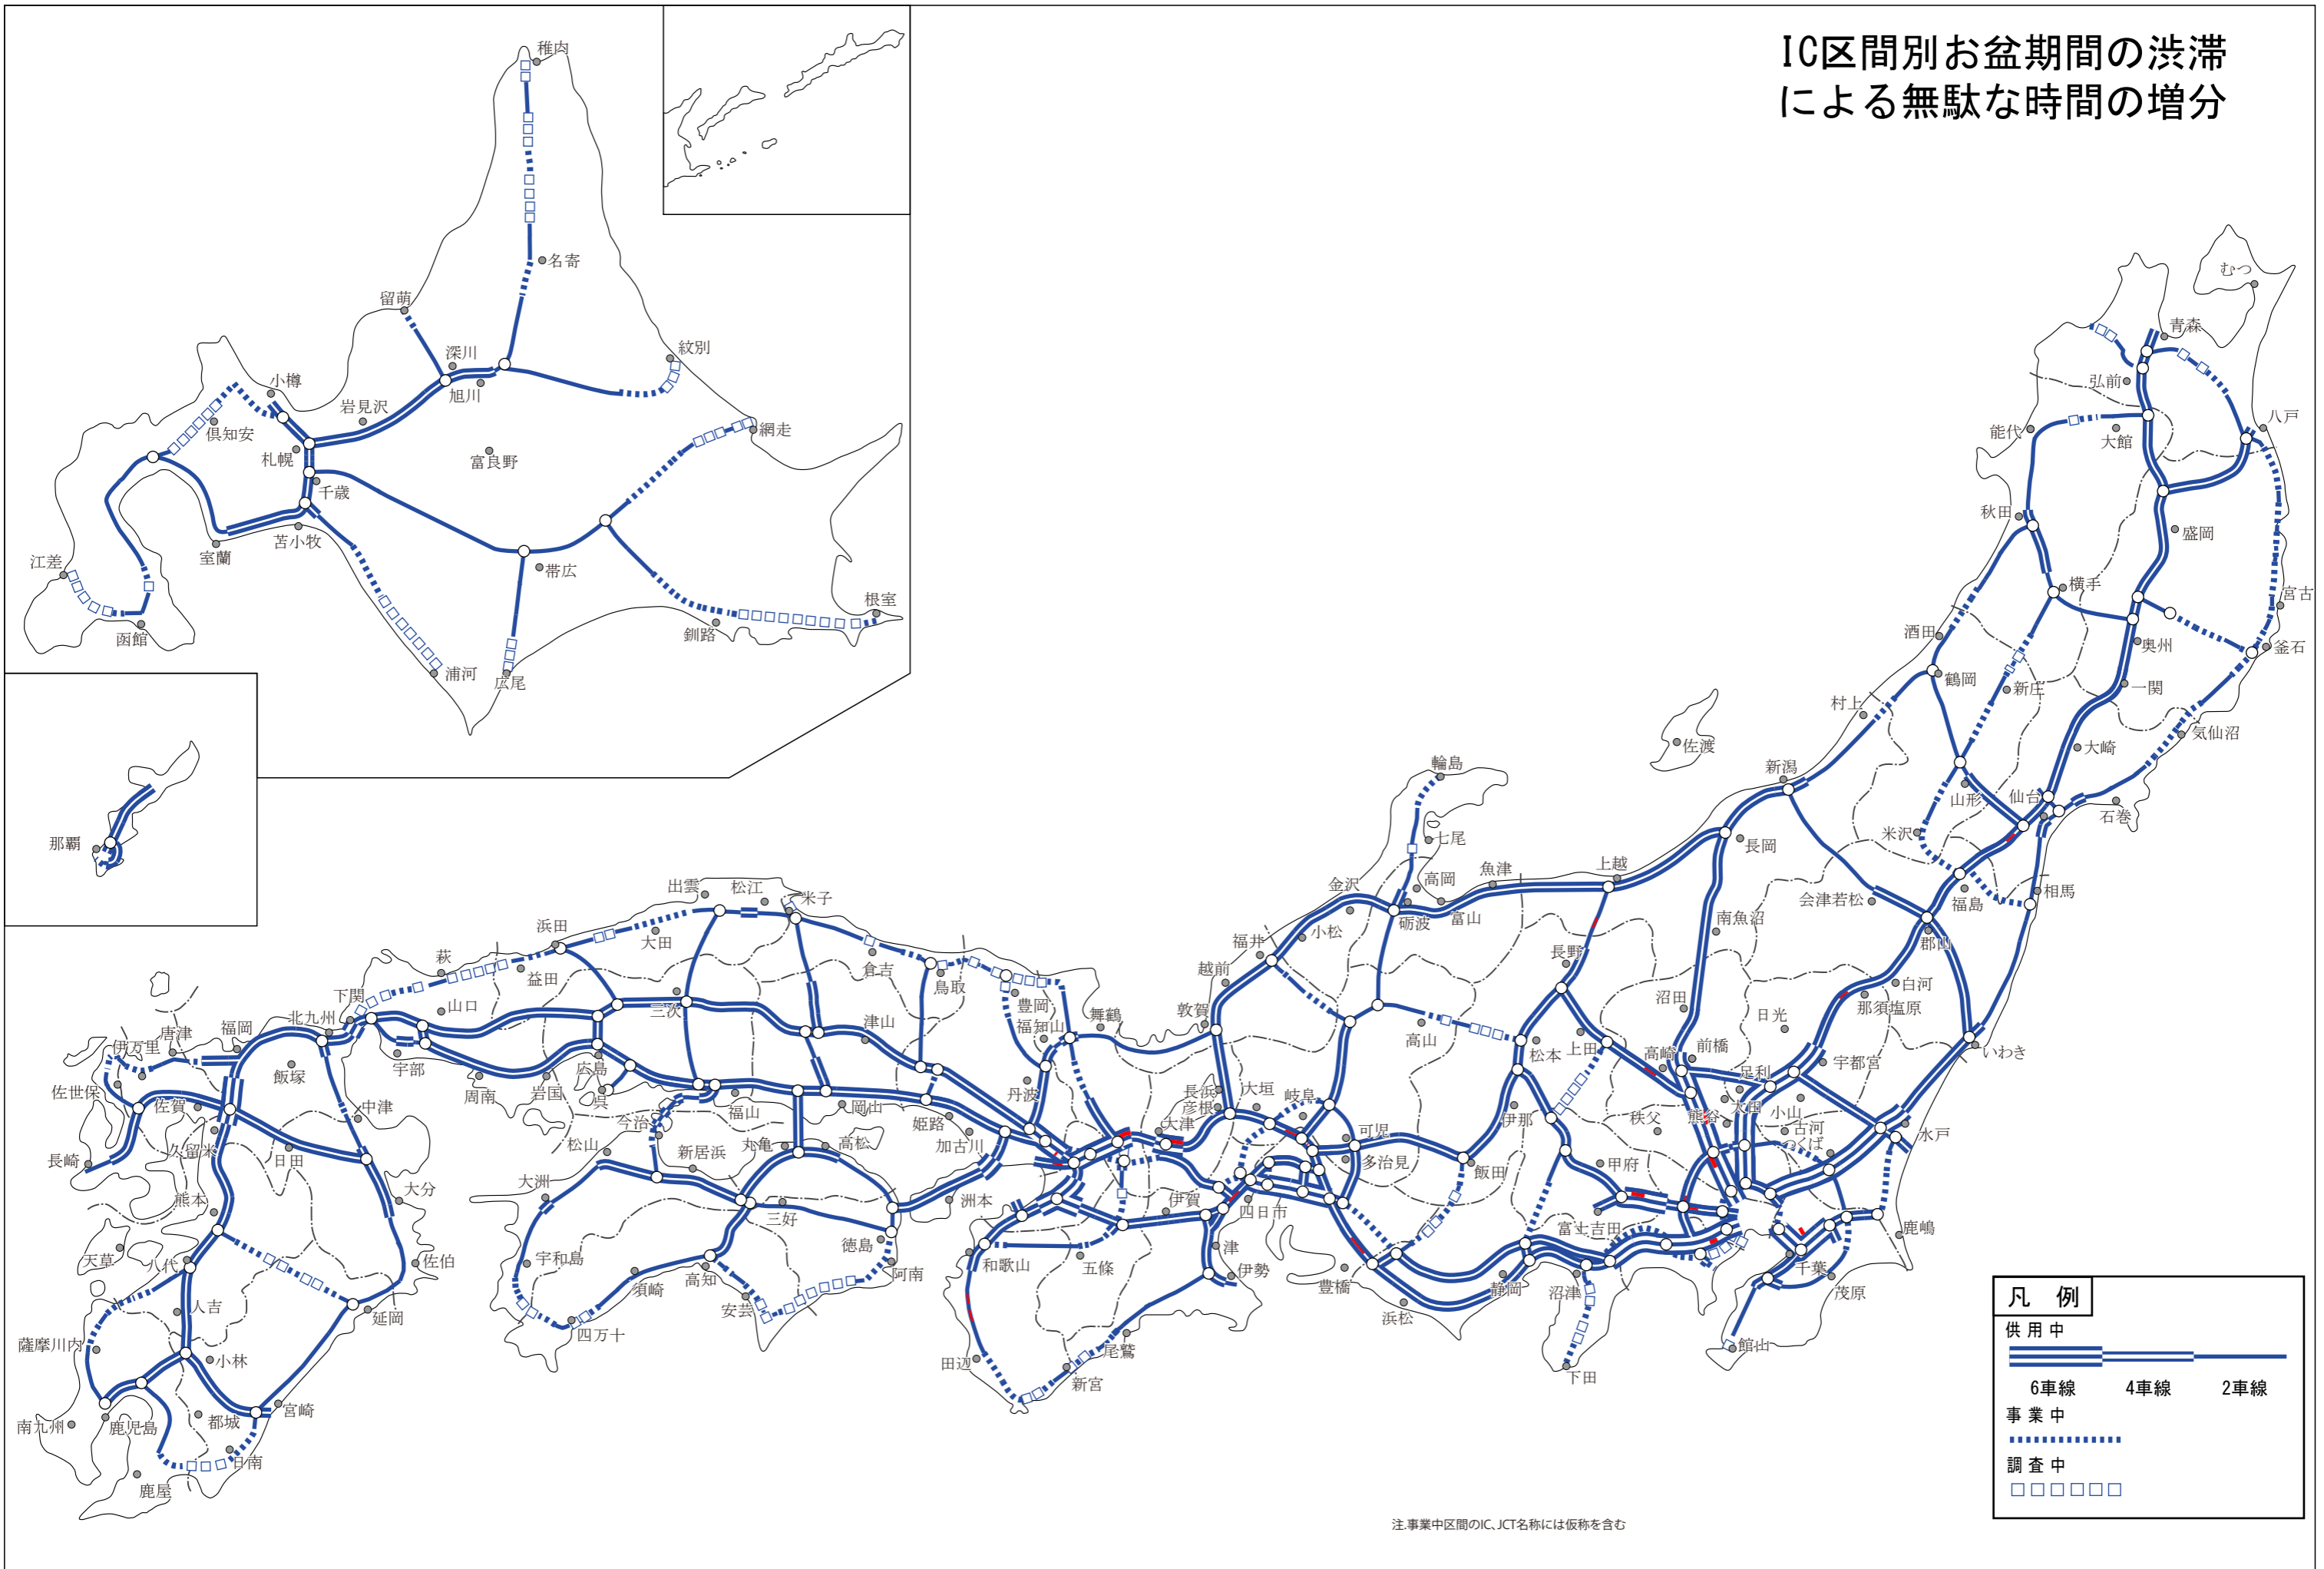 IC区間別お盆期間の渋滞
による無駄な時間の増分
稚内
名寄
留萌
紋別
深川
旭川
小樽
岩見沢
倶知安
網走
札幌
富良野
千歳
苫小牧
室蘭
帯広
江差
函館
釧路
根室
浦河
広尾
那覇
むつ
青森
弘前
八戸
能代
大館
秋田
盛岡
横手
宮古
酒田
奥州
釜石
鶴岡
新庄
一関
村上
気仙沼
大崎
佐渡
新潟
山形
仙台
石巻
米沢
長岡
会津若松
福島
相馬
郡山
南魚沼
白河
那須塩原
いわき
輪島
七尾
高岡
魚津
上越
金沢
砺波
富山
小松
福井
越前
敦賀
長野
沼田
日光
高山
松本
上田
高崎
前橋
宇都宮
足利
太田
小山
熊谷
秩父
古河
つくば
水戸
伊那
甲府
富士吉田
飯田
長浜
彦根
大垣
岐阜
可児
多治見
大津
伊賀
四日市
津
伊勢
豊橋
浜松
静岡
沼津
下田
千葉
茂原
鹿嶋
館山
出雲
松江
米子
浜田
大田
倉吉
鳥取
豊岡
福知山
舞鶴
萩
益田
山口
下関
北九州
三次
津山
丹波
宇部
周南
岩国
広島
呉
福山
岡山
姫路
加古川
今治
松山
新居浜
丸亀
高松
大洲
三好
徳島
洲本
阿南
宇和島
須崎
高知
安芸
四万十
和歌山
五條
田辺
新宮
尾鷲
唐津
福岡
伊万里
飯塚
佐世保
佐賀
中津
久留米
日田
長崎
熊本
大分
天草
八代
佐伯
人吉
延岡
薩摩川内
小林
南九州
鹿児島
都城
宮崎
日南
鹿屋
凡 例
供用中
6車線 4車線 2車線
事業中
調査中
注.事業中区間のIC、JCT名称には仮称を含む